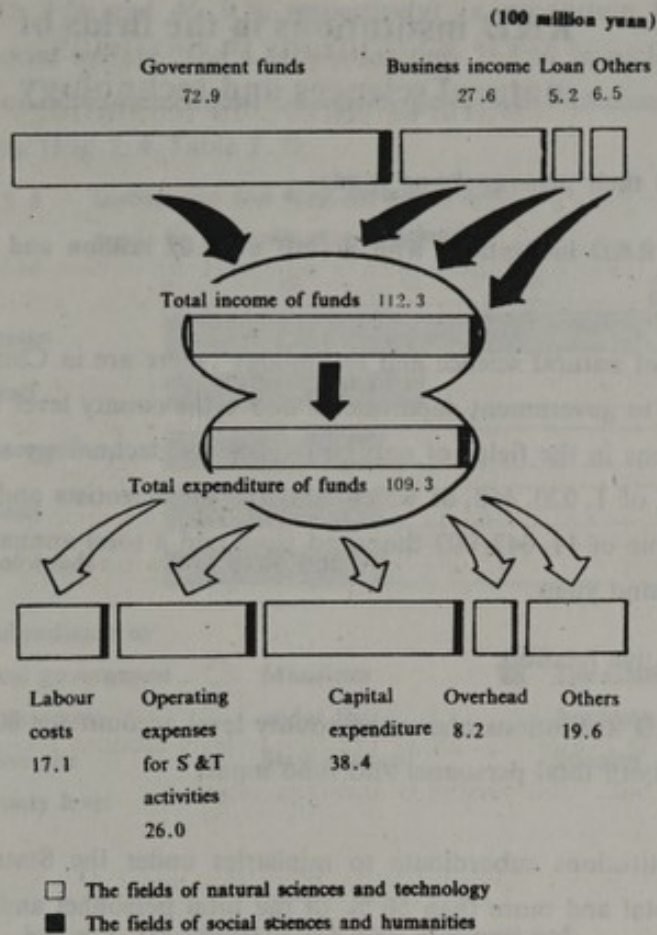 (100 million yuan)
Government funds Business income Loan Others
72.9 27.6 5.2 6.5
Total income of funds 112.3
Total expenditure of funds 109.3
Labour costs 17.1
Operating expenses for S&T activities 26.0
Capital expenditure 38.4
Overhead 8.2
Others 19.6
The fields of natural sciences and technology
The fields of social sciences and humanities